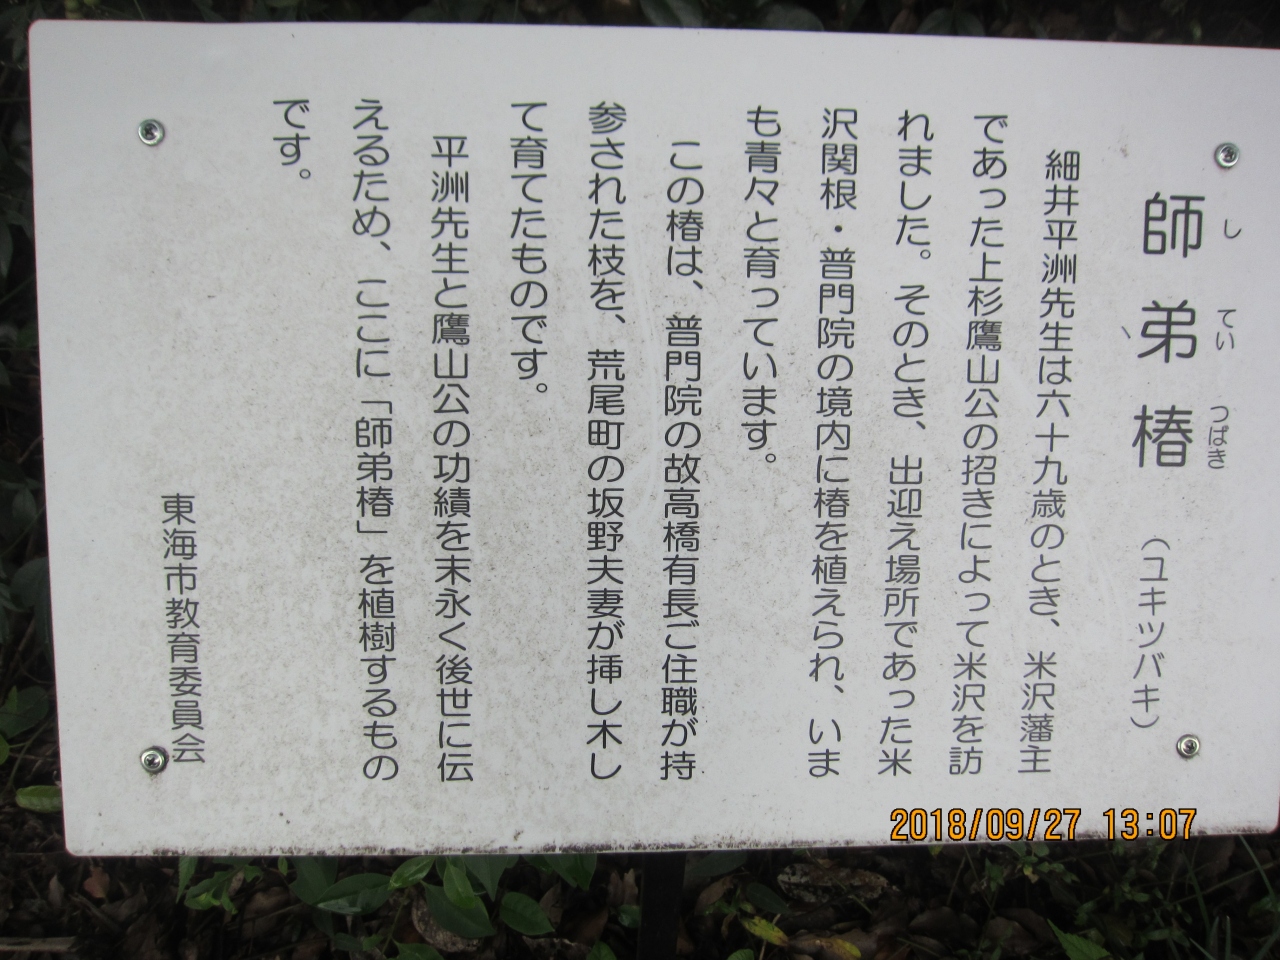 師弟椿（ユキツバキ）
し てい つばき
細井平洲先生は六十九歳のとき、米沢藩主
であった上杉鷹山公の招きによって米沢を訪
れました。そのとき、出迎え場所であった米
沢関根・普門院の境内に椿を植えられ、いま
も青々と育っています。
この椿は、普門院の故高橋有長ご住職が持
参された枝を、荒尾町の坂野夫妻が挿し木し
て育てたものです。
平洲先生と鷹山公の功績を末永く後世に伝
えるため、ここに「師弟椿」を植樹するもの
です。
東海市教育委員会
2018/09/27 13:07